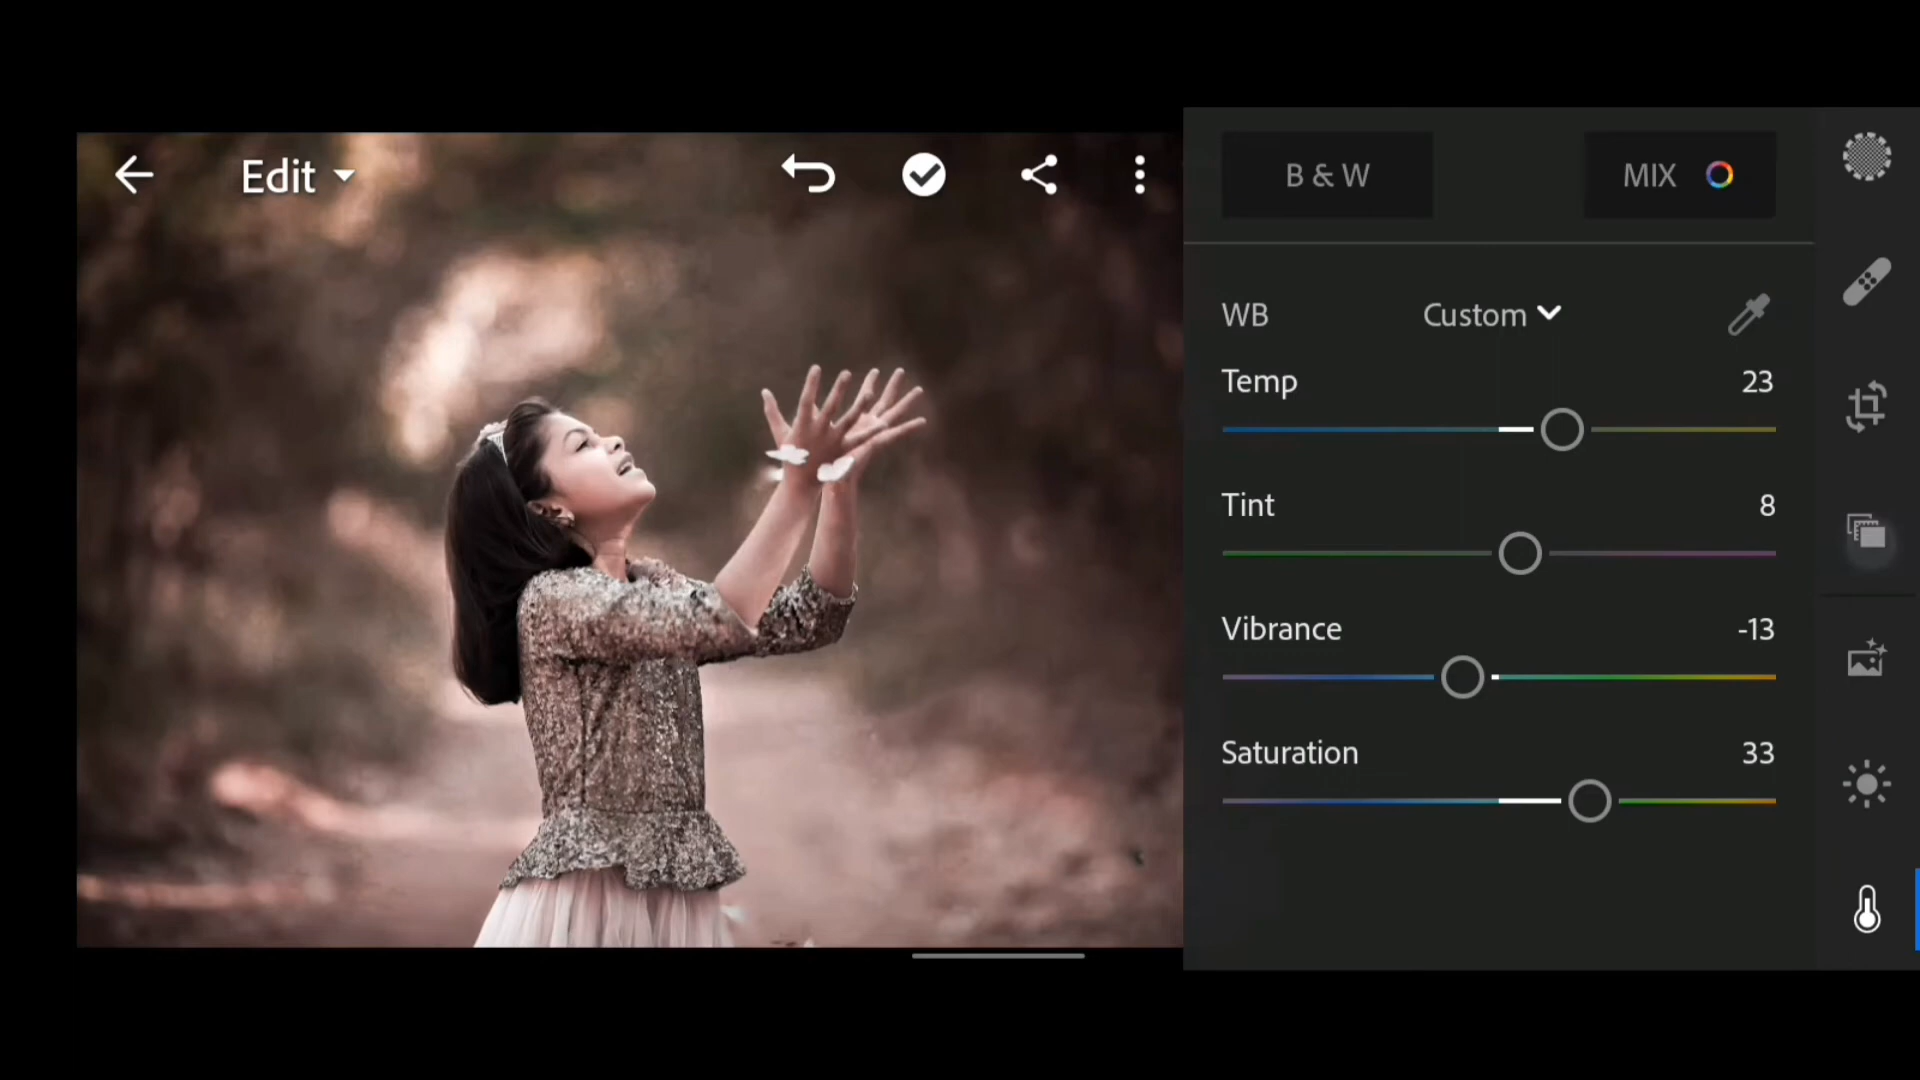 Edit
B & W
MIX
WB
Custom
Temp
23
Tint
8
Vibrance
-13
Saturation
33